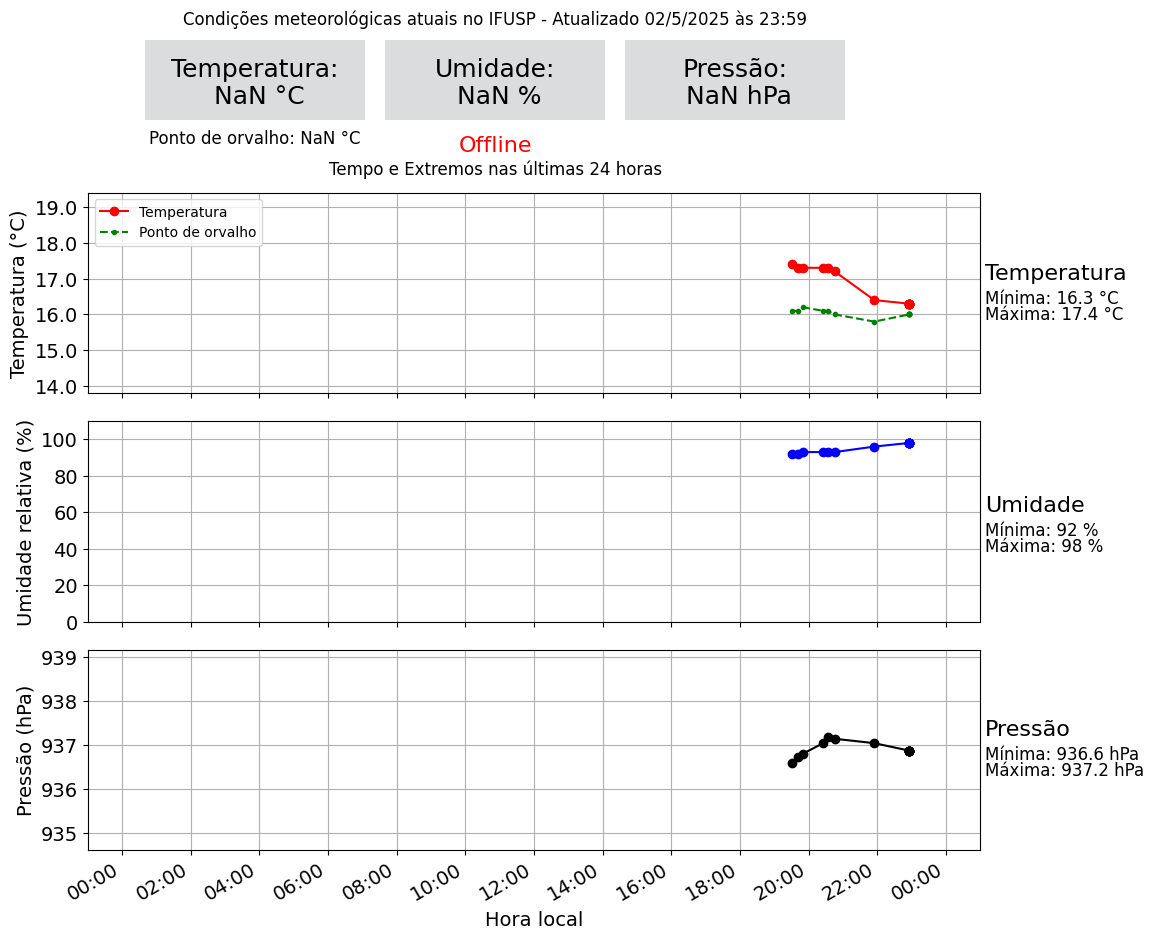 Condições meteorológicas atuais no IFUSP - Atualizado 02/5/2025 às 23:59
Temperatura:
NaN °C
Umidade:
NaN %
Pressão:
NaN hPa
Ponto de orvalho: NaN °C
Offline
Tempo e Extremos nas últimas 24 horas
Temperatura (°C)
19.0
18.0
17.0
16.0
15.0
14.0
Temperatura
Ponto de orvalho
Temperatura
Mínima: 16.3 °C
Máxima: 17.4 °C
Umidade relativa (%)
100
80
60
40
20
0
Umidade
Mínima: 92 %
Máxima: 98 %
Pressão (hPa)
939
938
937
936
935
Pressão
Mínima: 936.6 hPa
Máxima: 937.2 hPa
00:00
02:00
04:00
06:00
08:00
10:00
12:00
14:00
16:00
18:00
20:00
22:00
00:00
Hora local